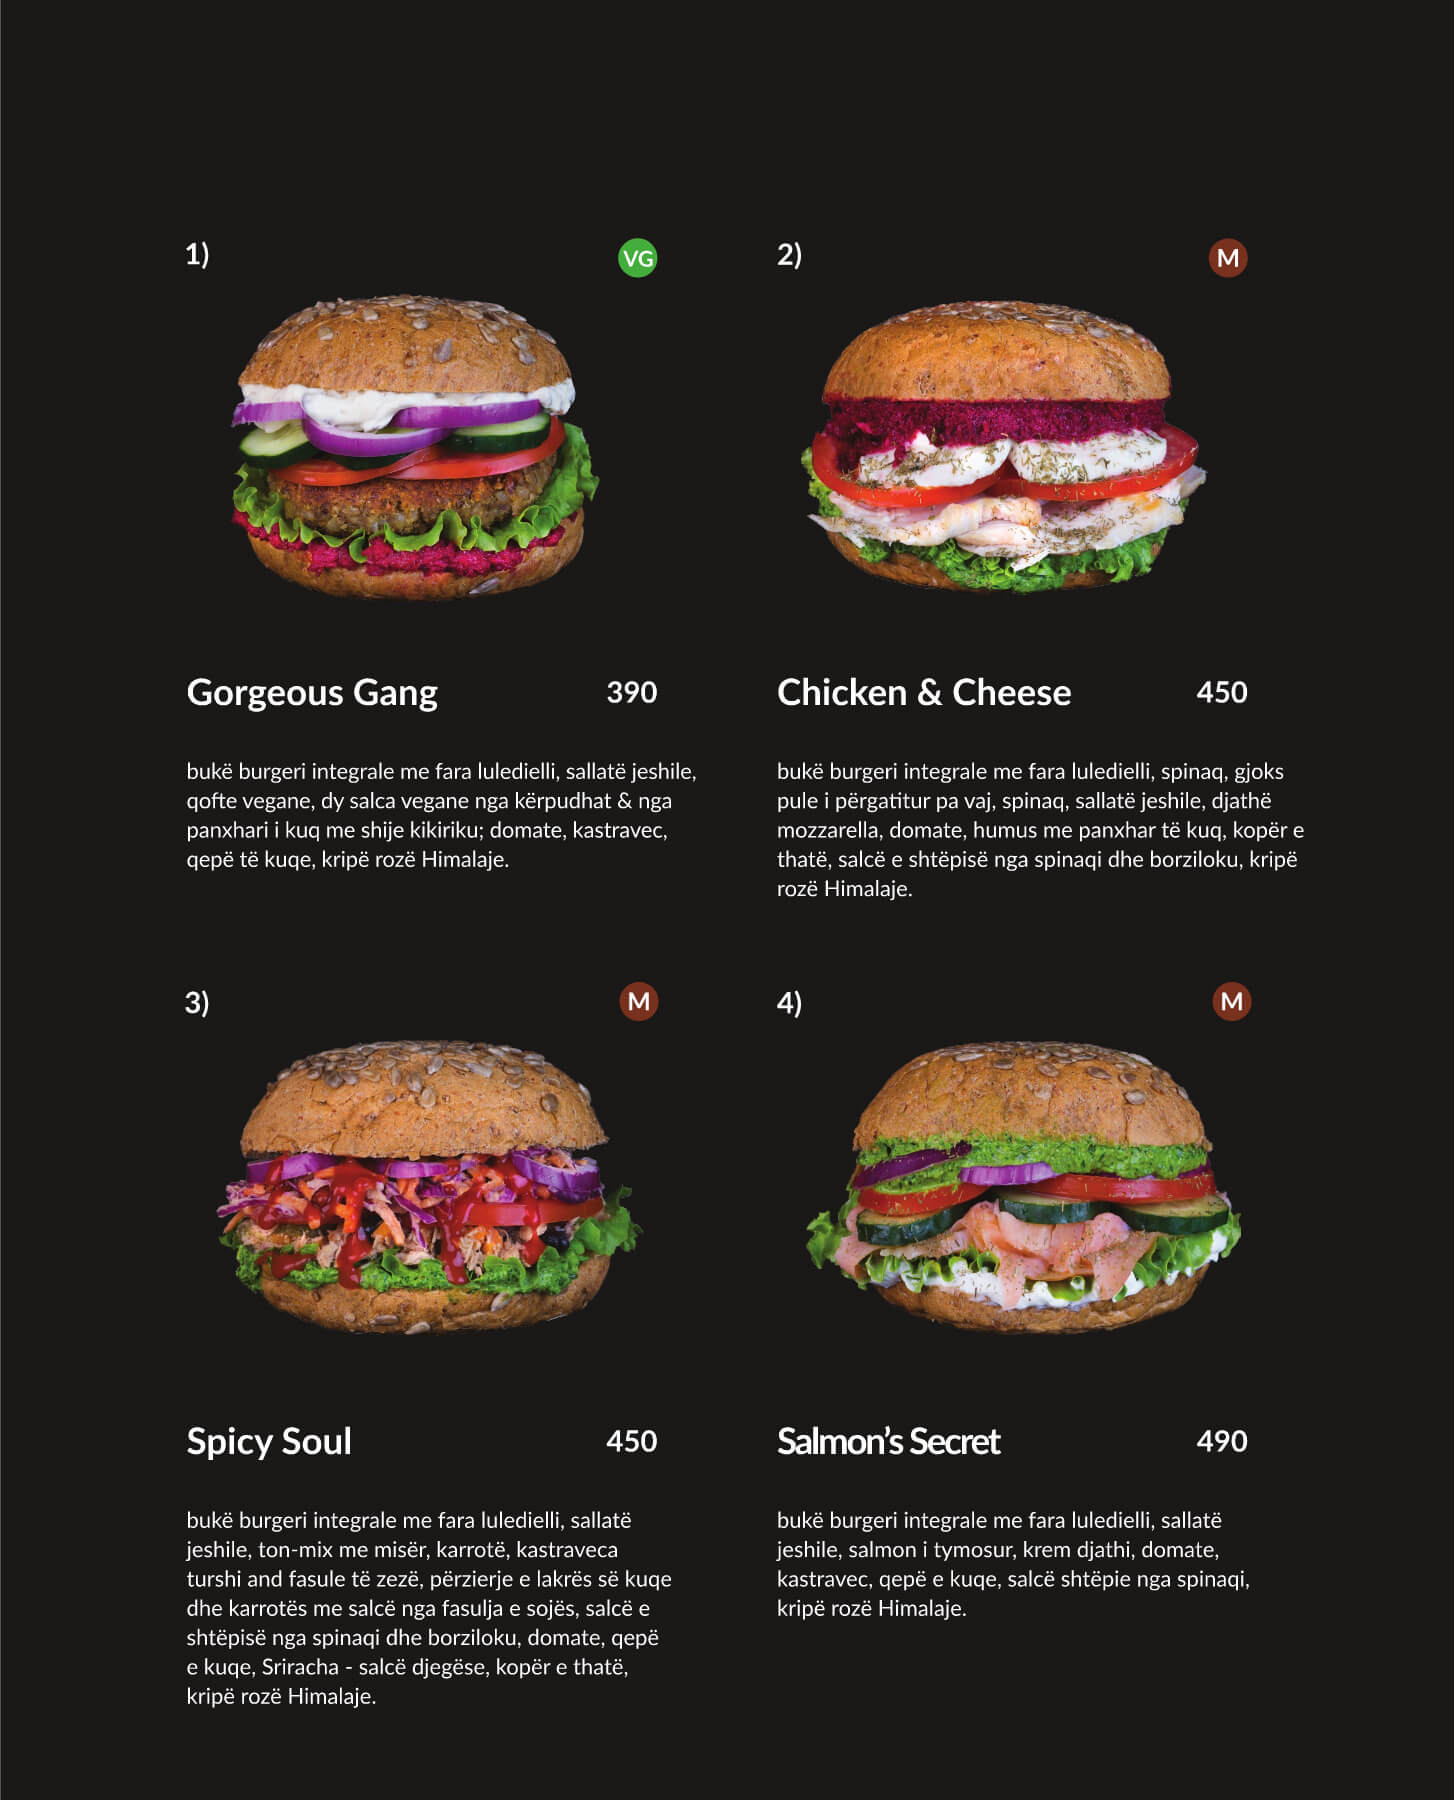 1)
VG
Gorgeous Gang 390
bukë burgeri integrale me fara luledielli, sallatë jeshile,
qofte vegane, dy salca vegane nga kërpudhat & nga
panxhari i kuq me shije kikiriku; domate, kastravec,
qepë të kuqe, kripë rozë Himalaje.
2)
M
Chicken & Cheese 450
bukë burgeri integrale me fara luledielli, spinaq, gjoks
pule i përgatitur pa vaj, spinaq, sallatë jeshile, djathë
mozzarella, domate, humus me panxhar të kuq, kopër e
thatë, salcë e shtëpisë nga spinaqi dhe borziloku, kripë
rozë Himalaje.
3)
M
Spicy Soul 450
bukë burgeri integrale me fara luledielli, sallatë
jeshile, ton-mix me misër, karrotë, kastraveca
turshi and fasule të zezë, përzierje e lakrës së kuqe
dhe karrotës me salcë nga fasulja e sojës, salcë e
shtëpisë nga spinaqi dhe borziloku, domate, qepë
e kuqe, Sriracha - salcë djegëse, kopër e thatë,
kripë rozë Himalaje.
4)
M
Salmon's Secret 490
bukë burgeri integrale me fara luledielli, sallatë
jeshile, salmon i tymosur, krem djathi, domate,
kastravec, qepë e kuqe, salcë shtëpie nga spinaqi,
kripë rozë Himalaje.